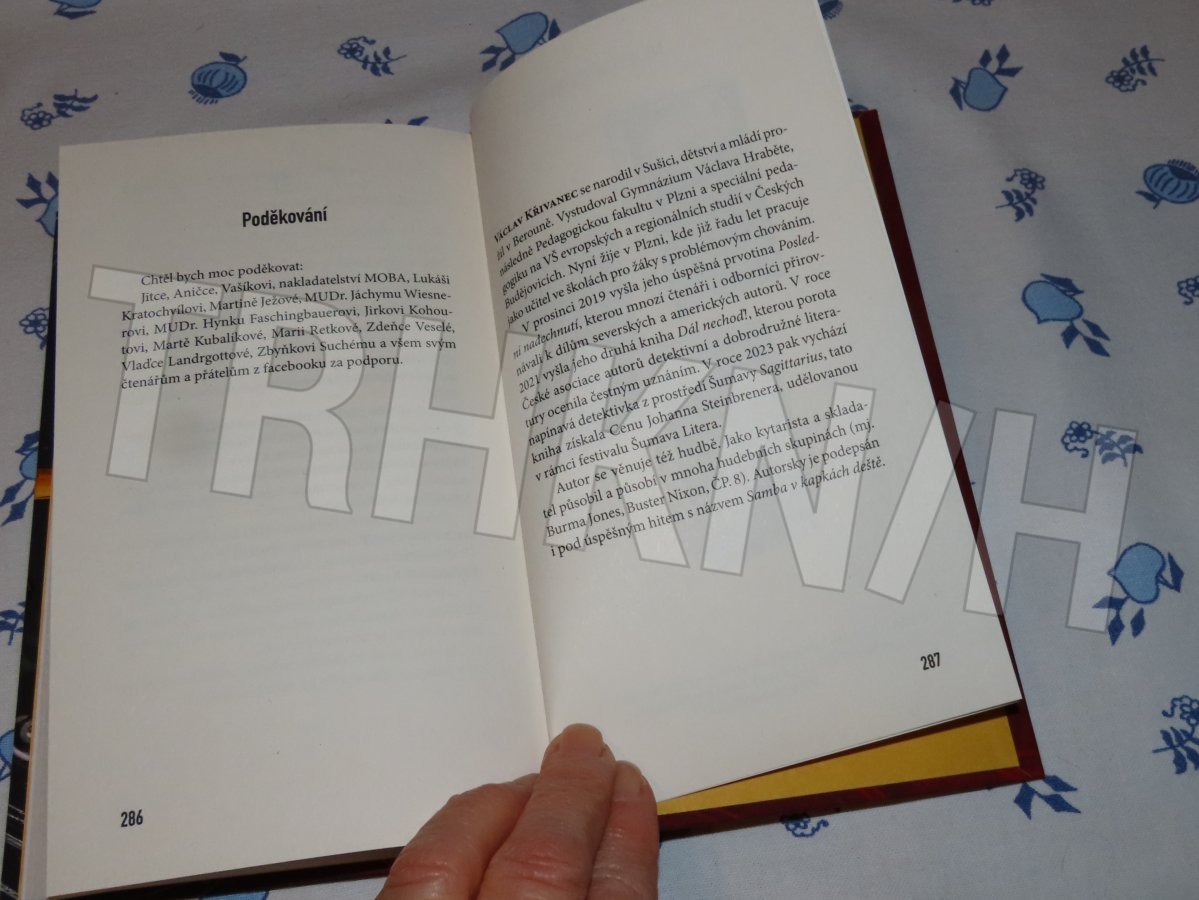 Poděkování
Chtěl bych moc poděkovat:
Jitce, Aničce, Vašíkovi, nakladatelství MOBA, Lukáši
Kratochvílovi, Martině Ježové, MUDr. Jáchymu Wiesne-
rovi, MUDr. Hynku Faschingbauerovi, Jirkovi Kohou-
tovi, Martě Kubalíkové, Marii Retkové, Zdeňce Veselé,
Vlaďce Landrgottové, Zbyňkovi Suchému a všem svým
čtenářům a přátelům z facebooku za podporu.
286
VÁCLAV KŘIVANEC se narodil v Sušici, dětství a mládí pro-
žil v Berouně. Vystudoval Gymnázium Václava Hraběte,
následně Pedagogickou fakultu v Plzni a speciální peda-
gogiku na VŠ evropských a regionálních studií v Českých
Budějovicích. Nyní žije v Plzni, kde již řadu let pracuje
jako učitel ve školách pro žáky s problémovým chováním.
V prosinci 2019 vyšla jeho úspěšná prvotina Posled-
ní nadechnutí, kterou mnozí čtenáři i odborníci přirov-
návali k dílům severských a amerických autorů. V roce
2021 vyšla jeho druhá kniha Dál nechoď!, kterou porota
České asociace autorů detektivní a dobrodružné litera-
tury ocenila čestným uznáním. V roce 2023 pak vychází
napínavá detektivka z prostředí Šumavy Sagittarius, tato
kniha získala Cenu Johanna Steinbrenera, udělovanou
v rámci festivalu Šumava Litera.
Autor se věnuje též hudbě. Jako kytarista a sklada-
tel působil a působí v mnoha hudebních skupinách (mj.
Burma Jones, Buster Nixon, ČP. 8). Autorsky je podepsán
i pod úspěšným hitem s názvem Samba v kapkách deště.
287
TRHKN/H